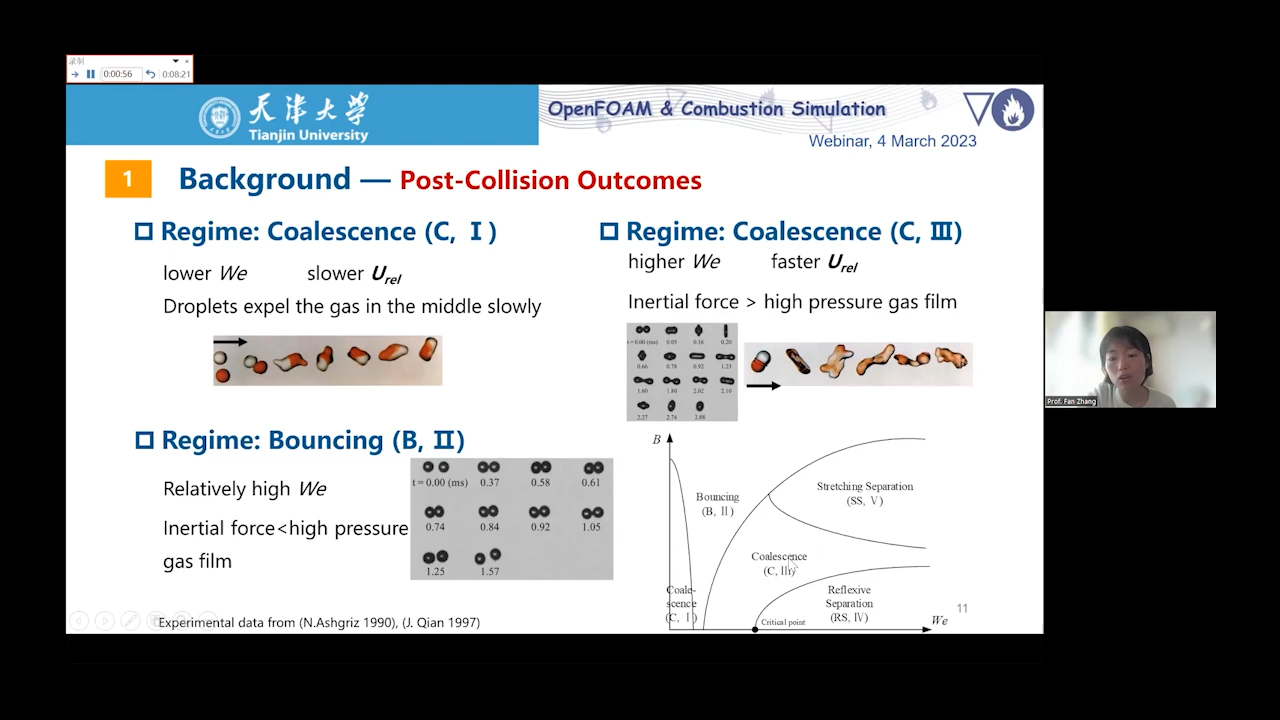 录制
0:00:56
0:08:21
天津大学
Tianjin University
OpenFOAM & Combustion Simulation
Webinar, 4 March 2023
1
Background — Post-Collision Outcomes
Regime: Coalescence (C, Ⅰ)
lower We slower Urel
Droplets expel the gas in the middle slowly
Regime: Bouncing (B, Ⅱ)
Relatively high We
Inertial force<high pressure
gas film
t=0.00 (ms) 0.37 0.58 0.61
0.74 0.84 0.92 1.05
1.25 1.57
Experimental data from (N.Ashgriz 1990), (J. Qian 1997)
Regime: Coalescence (C, Ⅲ)
higher We faster Urel
Inertial force > high pressure gas film
t=0.00 (ms) 0.16 0.20
0.66 0.78 0.92 1.23
1.60 1.80 2.02 2.10
2.27 2.74 2.88
B
Bouncing
(B, Ⅱ)
Stretching Separation
(SS, Ⅴ)
Coalescence
(C, Ⅲ)
Coale-
scence
(C, Ⅰ)
Reflexive
Separation
(RS, Ⅳ)
Critical point
We
11
Prof. Fan Zhang